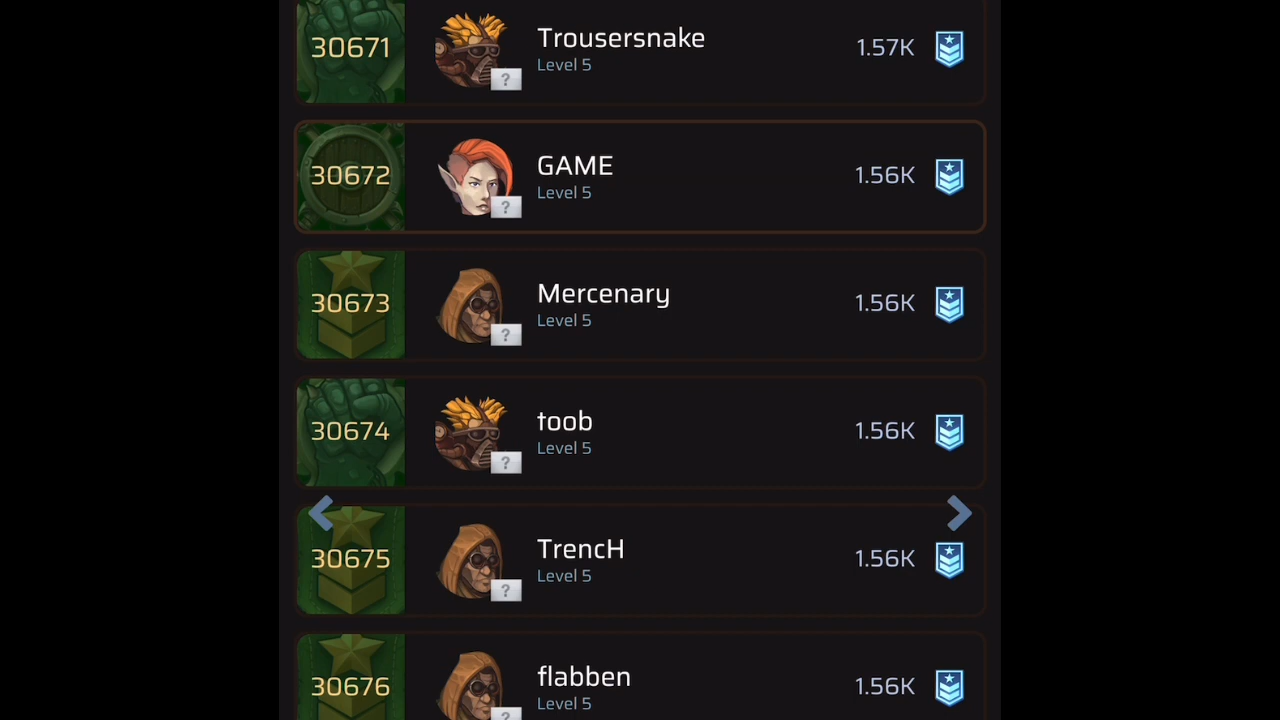 30671
Trousersnake
Level 5
1.57K
?
30672
GAME
Level 5
1.56K
?
30673
Mercenary
Level 5
1.56K
?
30674
toob
Level 5
1.56K
?
30675
TrencH
Level 5
1.56K
?
30676
flabben
Level 5
1.56K
?